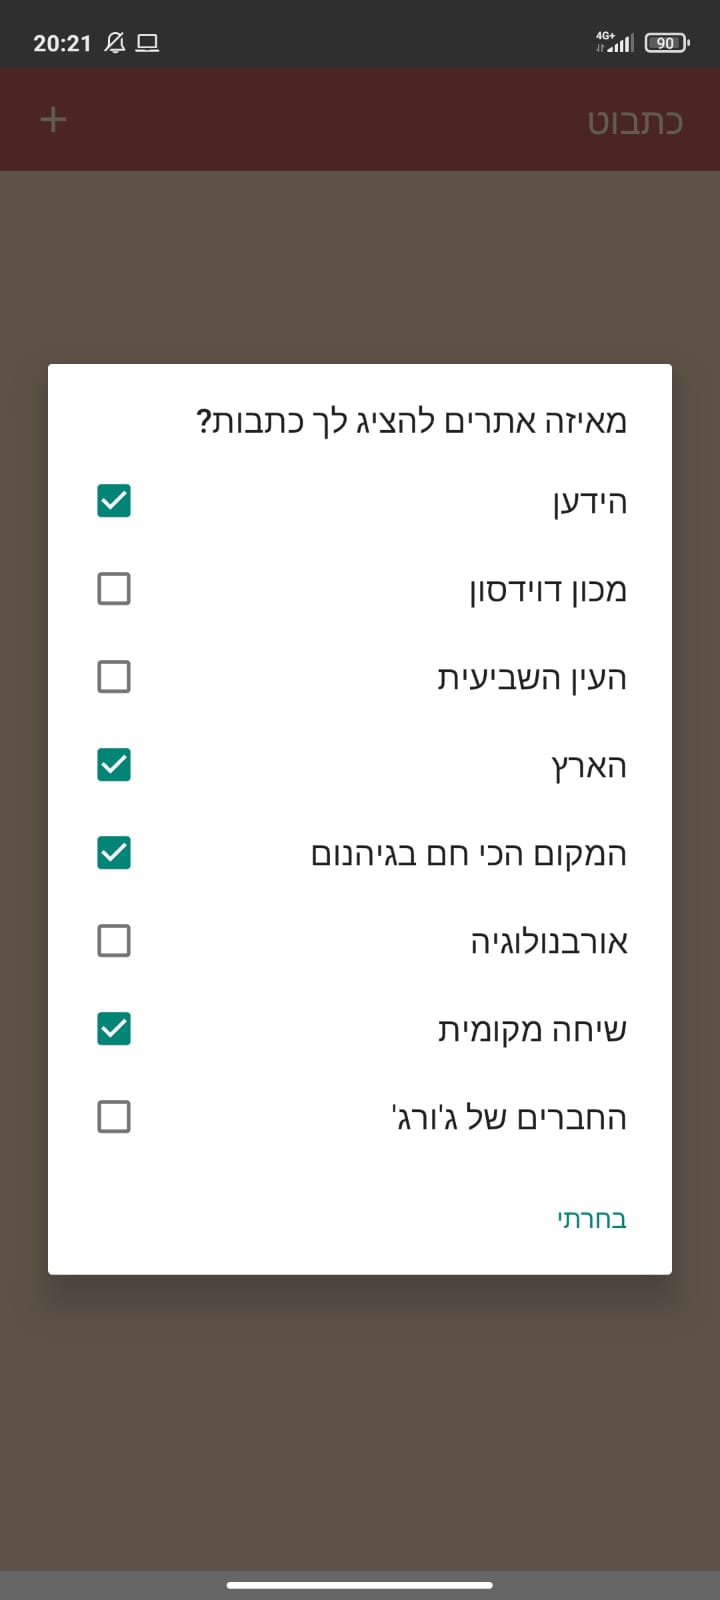 20:21
4G+
90
כתבוט
+
מאיזה אתרים להציג לך כתבות?
הידען
מכון דוידסון
העין השביעית
הארץ
המקום הכי חם בגיהנום
אורבנולוגיה
שיחה מקומית
החברים של ג'ורג'
בחרתי